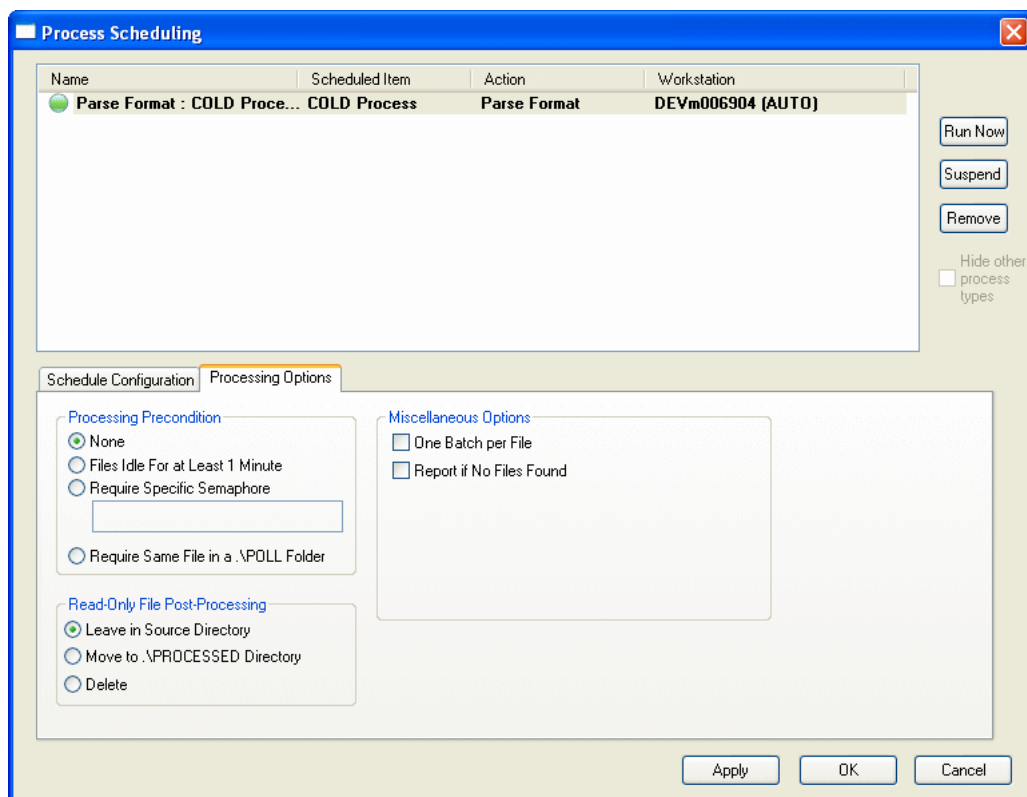 Process Scheduling
Name Scheduled Item Action Workstation
Parse Format : COLD Proce... COLD Process Parse Format DEVm006904 (AUTO)
Run Now
Suspend
Remove
Hide other
process
types
Schedule Configuration Processing Options
Processing Precondition
None
Files Idle For at Least 1 Minute
Require Specific Semaphore
Require Same File in a .\POLL Folder
Miscellaneous Options
One Batch per File
Report if No Files Found
Read-Only File Post-Processing
Leave in Source Directory
Move to .\PROCESSED Directory
Delete
Apply OK Cancel